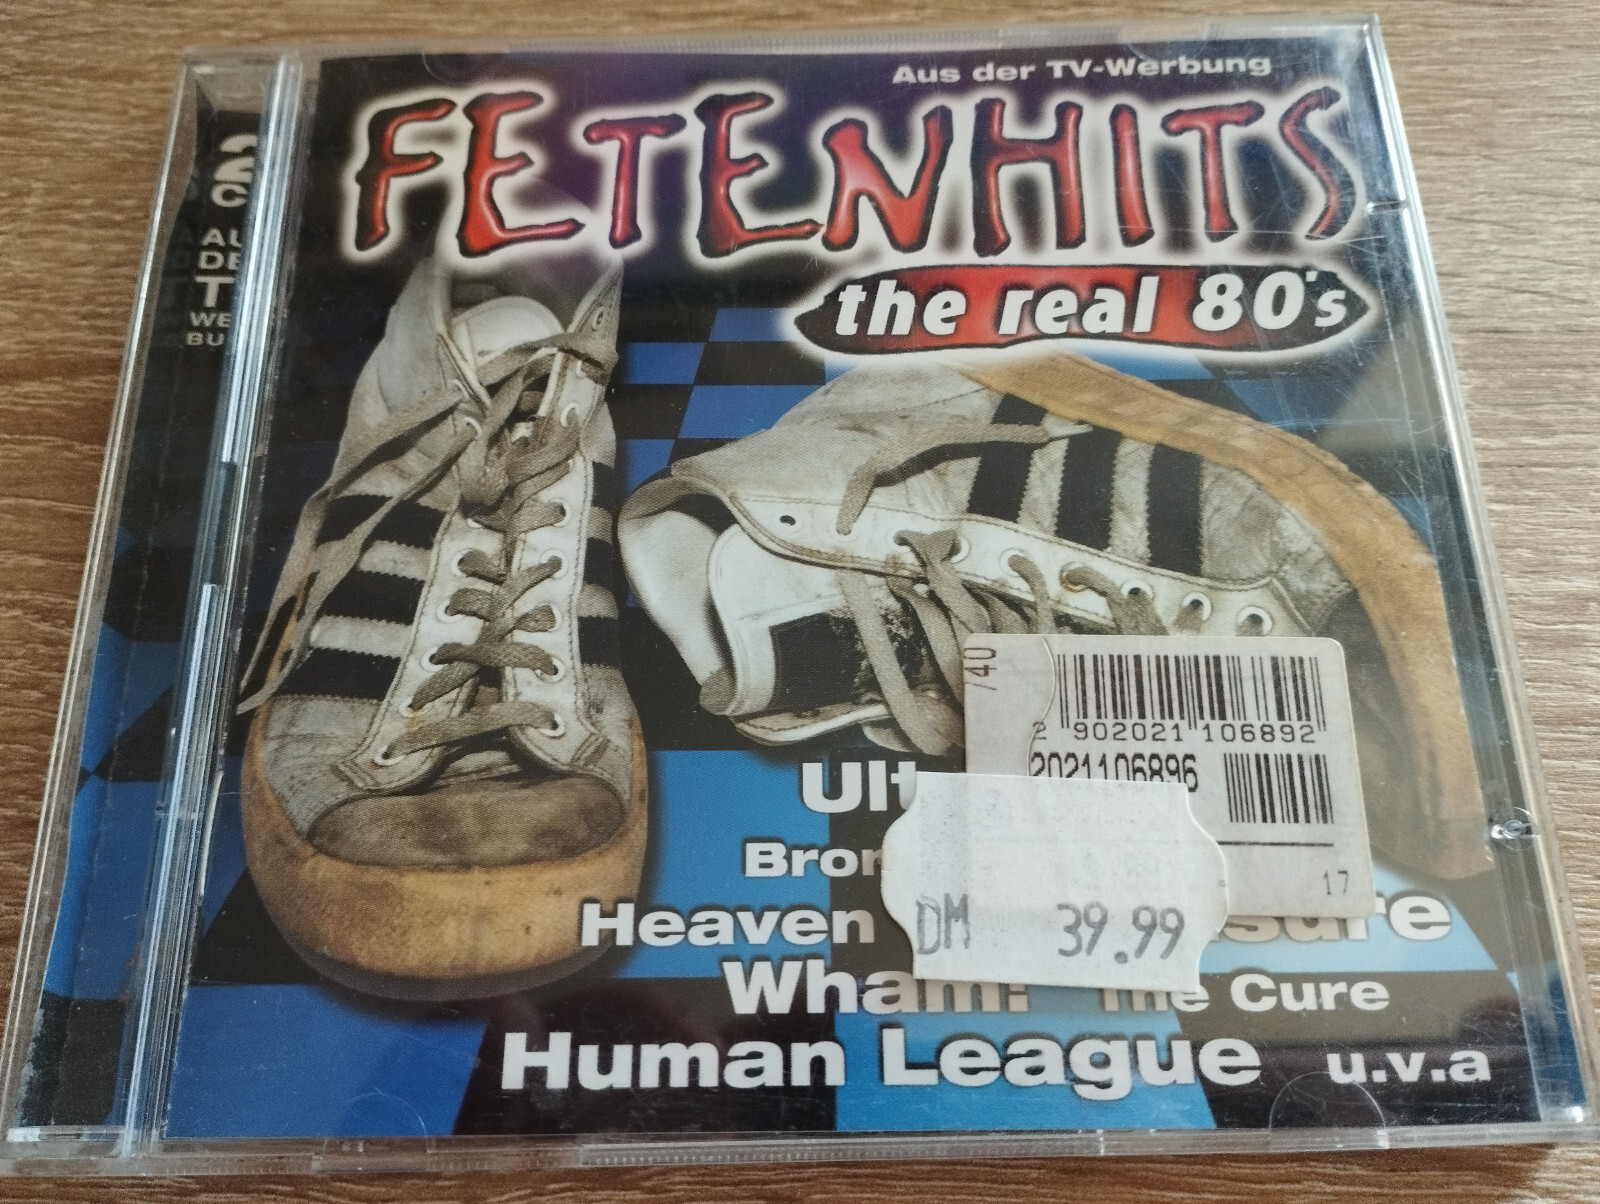 Aus der TV-Werbung
FETENHITS
the real 80's
2
C
AU
DE
T
WE
BU
740
2 902021 106892
2021106896
17
DM 39.99
Ult
Bron
Heaven sure
Wham! The Cure
Human League u.v.a